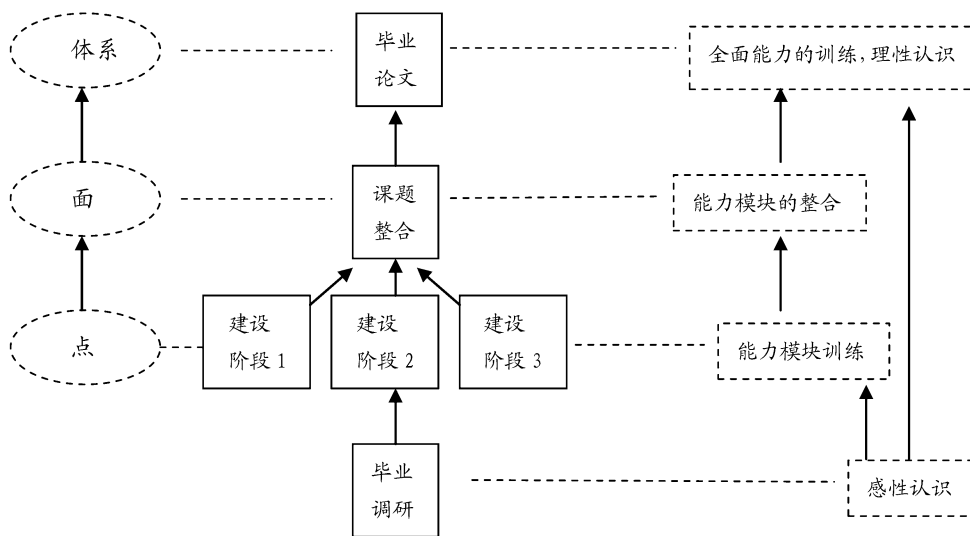 体系
毕业
论文
全面能力的训练,理性认识
面
课题
整合
能力模块的整合
点
建设
阶段 1
建设
阶段 2
建设
阶段 3
能力模块训练
毕业
调研
感性认识